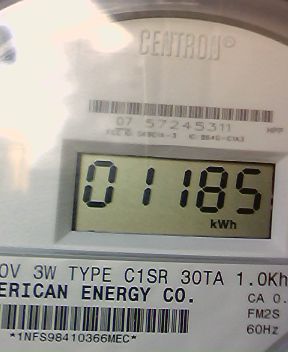 CENTRON®
07 57245311
HPP
01185
kWh
0V 3W TYPE C1SR 30TA 1.0Kh
ERICAN ENERGY CO.
CA 0.
FM2S
60Hz
*1NFS98410366MEC*